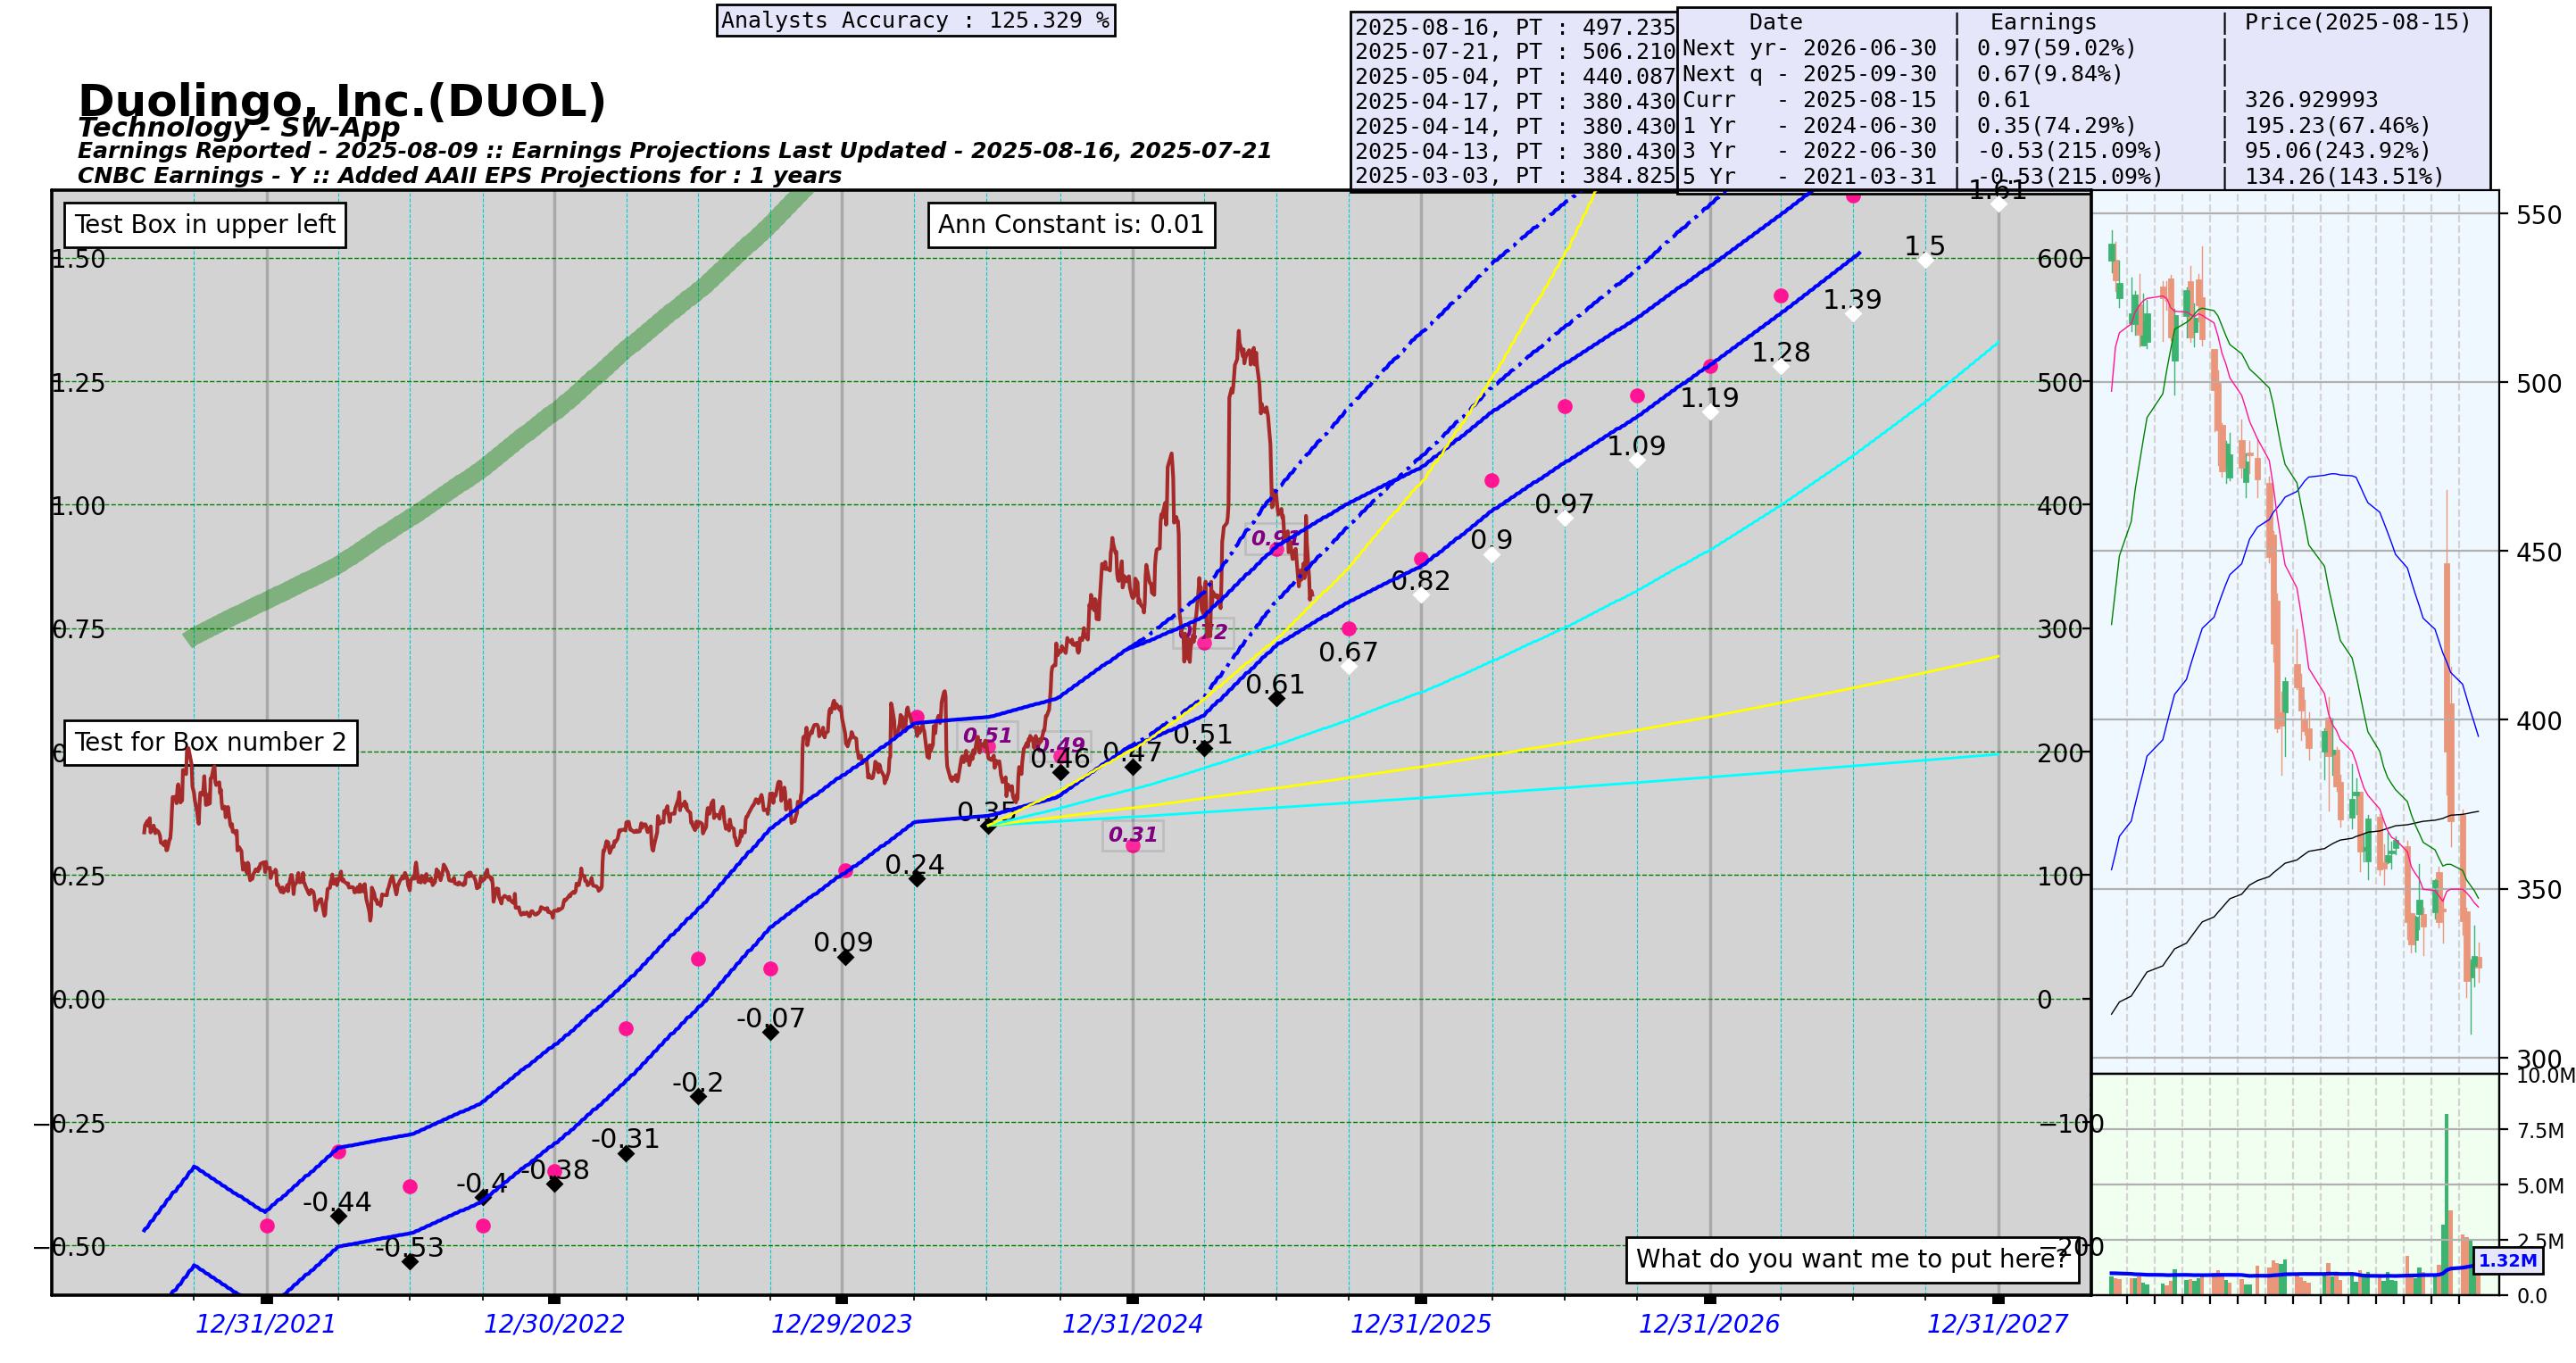 Analysts Accuracy : 125.329 %
2025-08-16, PT : 497.235
2025-07-21, PT : 506.210
2025-05-04, PT : 440.087
2025-04-17, PT : 380.430
2025-04-14, PT : 380.430
2025-04-13, PT : 380.430
2025-03-03, PT : 384.825
Date | Earnings | Price(2025-08-15)
Next yr- 2026-06-30 | 0.97(59.02%) |
Next q - 2025-09-30 | 0.67(9.84%) |
Curr - 2025-08-15 | 0.61 | 326.929993
1 Yr - 2024-06-30 | 0.35(74.29%) | 195.23(67.46%)
3 Yr - 2022-06-30 | -0.53(215.09%) | 95.06(243.92%)
5 Yr - 2021-03-31 | -0.53(215.09%) | 134.26(143.51%)
Duolingo, Inc.(DUOL)
Technology - SW-App
Earnings Reported - 2025-08-09 :: Earnings Projections Last Updated - 2025-08-16, 2025-07-21
CNBC Earnings - Y :: Added AAII EPS Projections for : 1 years
Test Box in upper left
Ann Constant is: 0.01
Test for Box number 2
What do you want me to put here?
1.50
1.25
1.00
0.75
0.25
0.00
−0.25
−0.50
-0.44
-0.53
-0.4
-0.38
-0.31
-0.2
-0.07
0.09
0.24
0.35
0.46
0.47
0.51
0.61
0.67
0.82
0.9
0.97
1.09
1.19
1.28
1.39
1.5
1.61
0.51
0.49
0.31
0.72
0.91
600
500
400
300
200
100
0
−100
−200
550
500
450
400
350
300
10.0M
7.5M
5.0M
2.5M
1.32M
0.0
12/31/2021
12/30/2022
12/29/2023
12/31/2024
12/31/2025
12/31/2026
12/31/2027